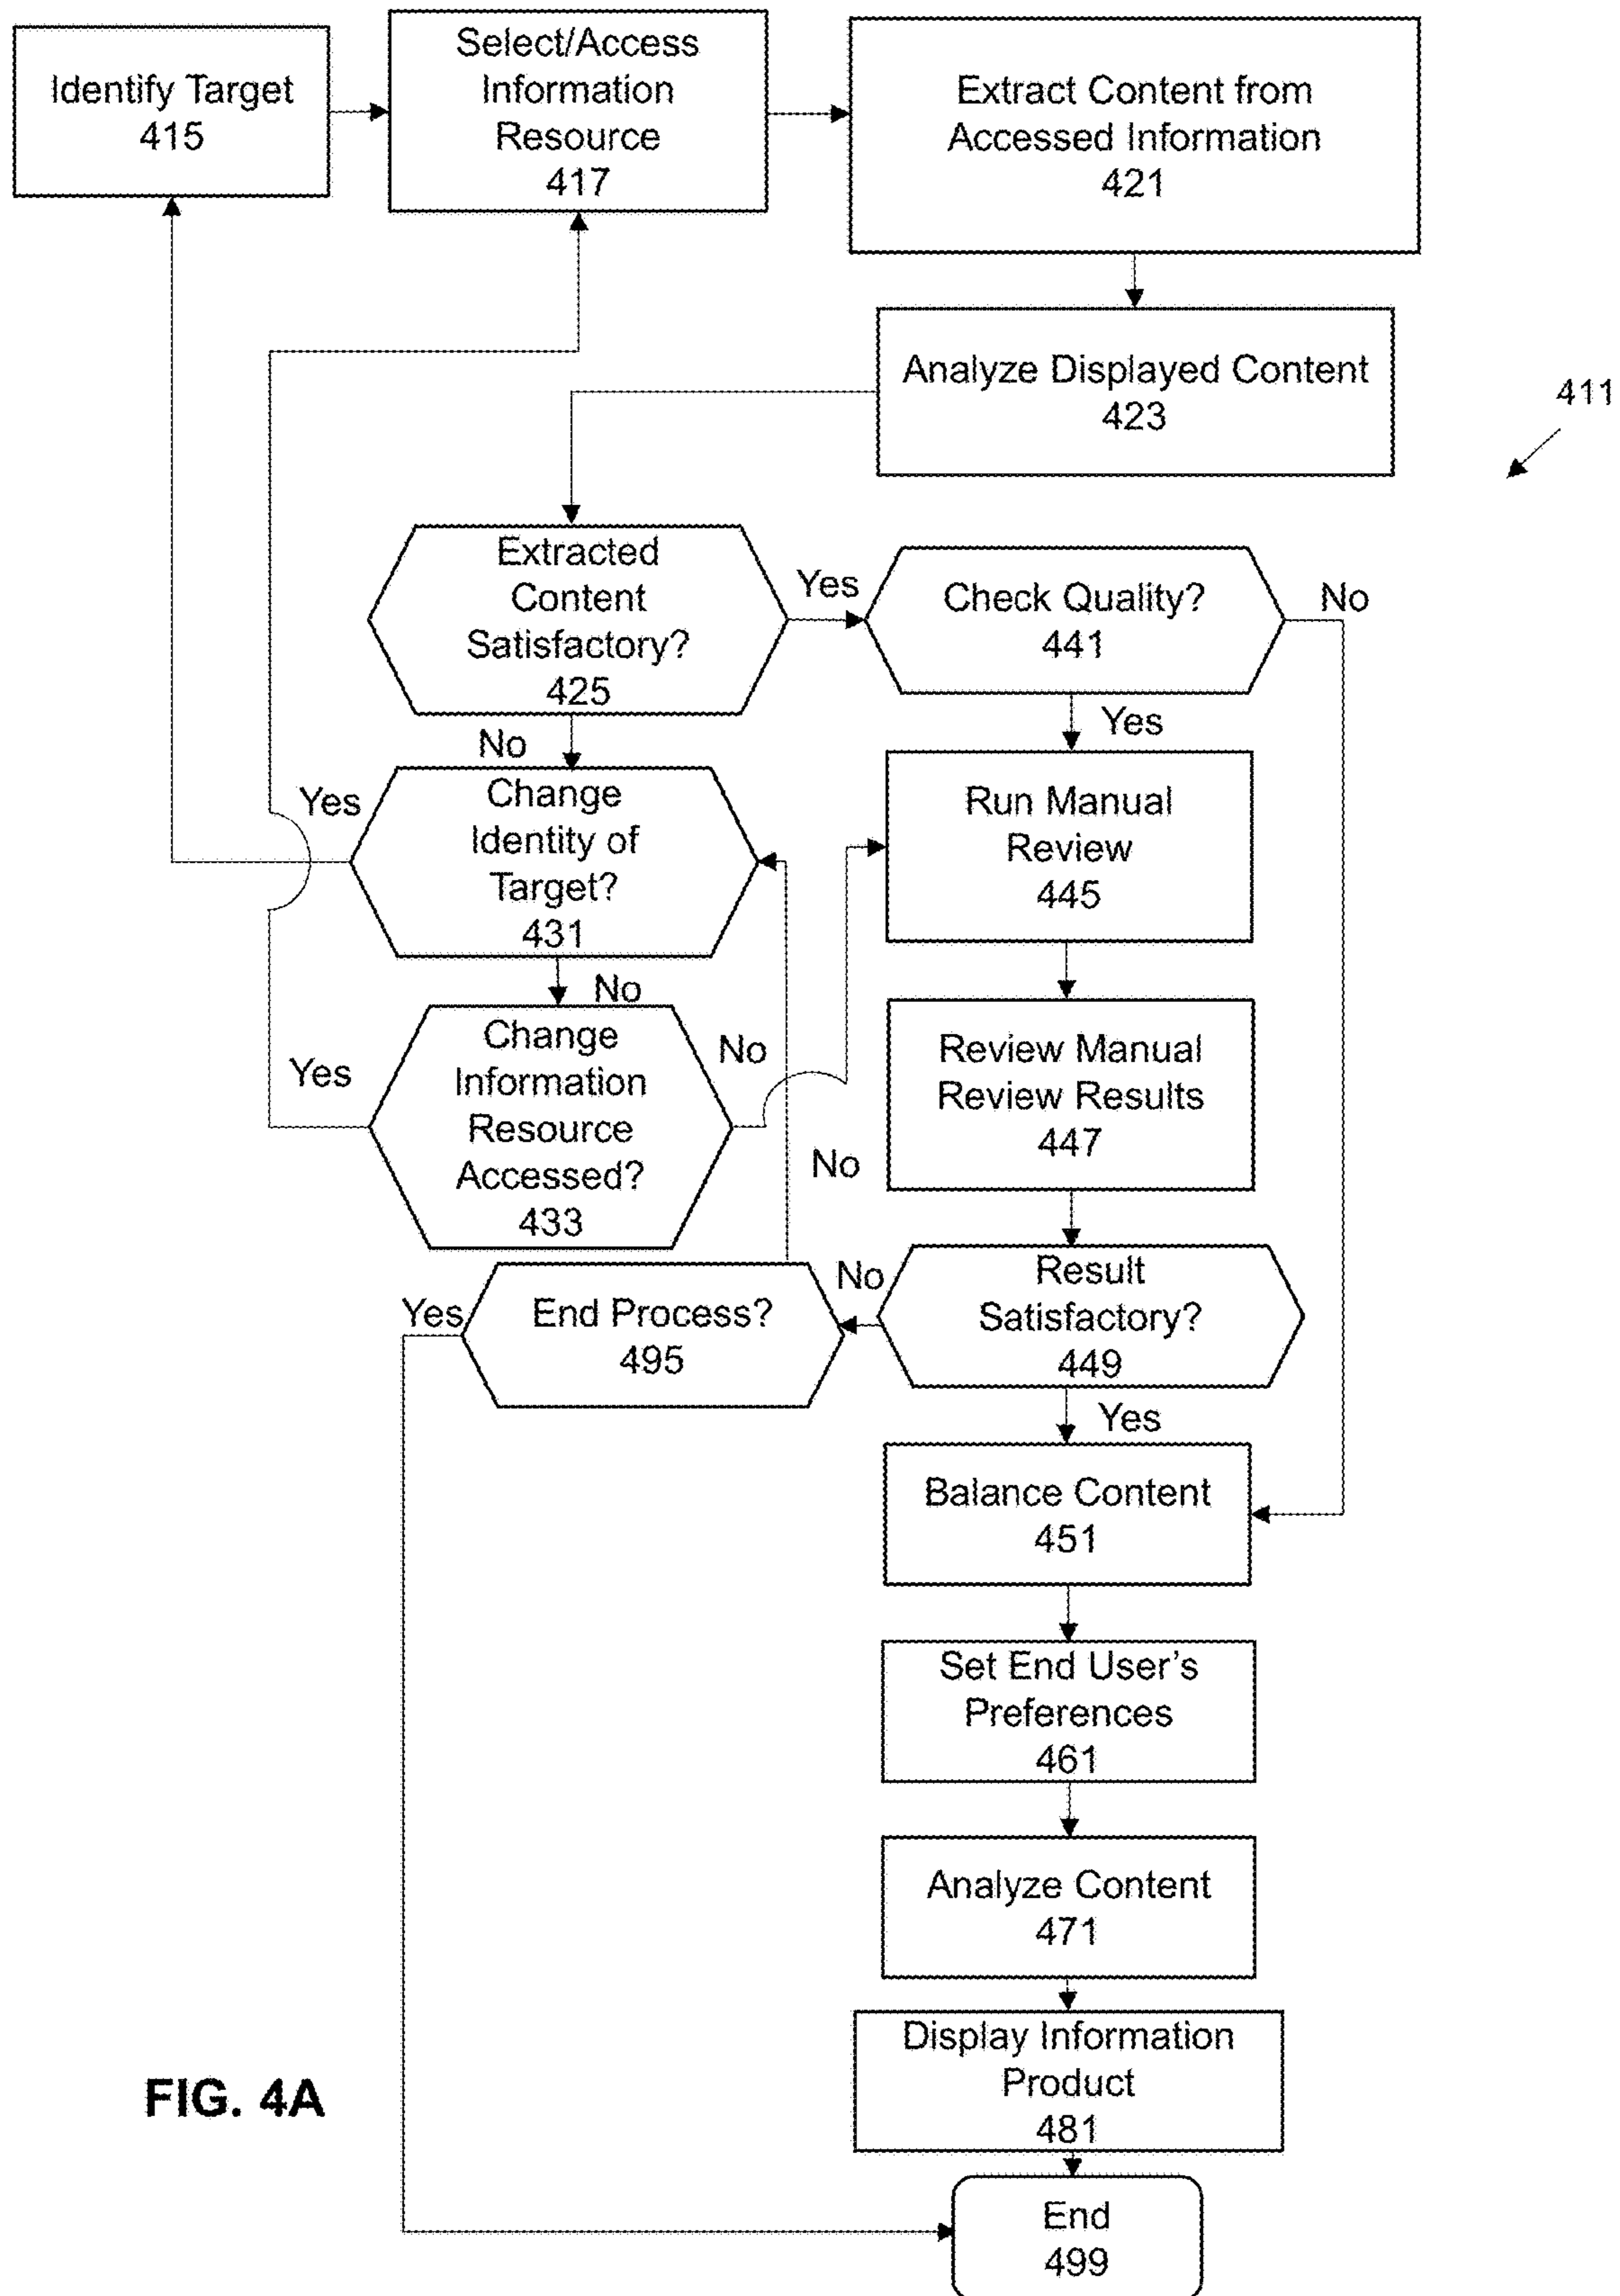 Identify Target
415
Select/Access
Information
Resource
417
Extract Content from
Accessed Information
421
Analyze Displayed Content
423
411
Extracted
Content
Satisfactory?
425
Yes
Check Quality?
441
No
No
Yes
Change
Identity of
Target?
431
Yes
Run Manual
Review
445
No
Change
Information
Resource
Accessed?
433
Yes
No
Review Manual
Review Results
447
No
Result
Satisfactory?
449
No
End Process?
495
Yes
Yes
Balance Content
451
Set End User's
Preferences
461
Analyze Content
471
Display Information
Product
481
End
499
FIG. 4A